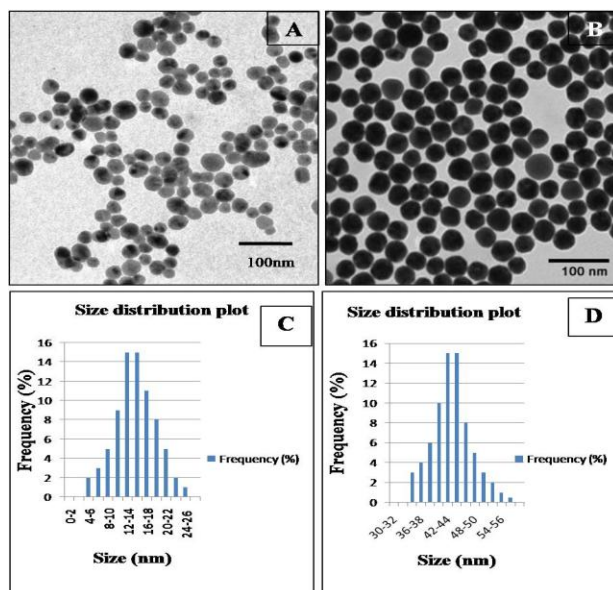 A
B
100nm
100 nm
Size distribution plot
C
Frequency (%)
16
14
12
10
8
6
4
2
0
0-2
4-6
8-10
12-14
16-18
20-22
24-26
Size (nm)
Frequency (%)
Size distribution plot
D
Frequency (%)
16
14
12
10
8
6
4
2
0
30-32
36-38
42-44
48-50
54-56
Size (nm)
Frequency (%)